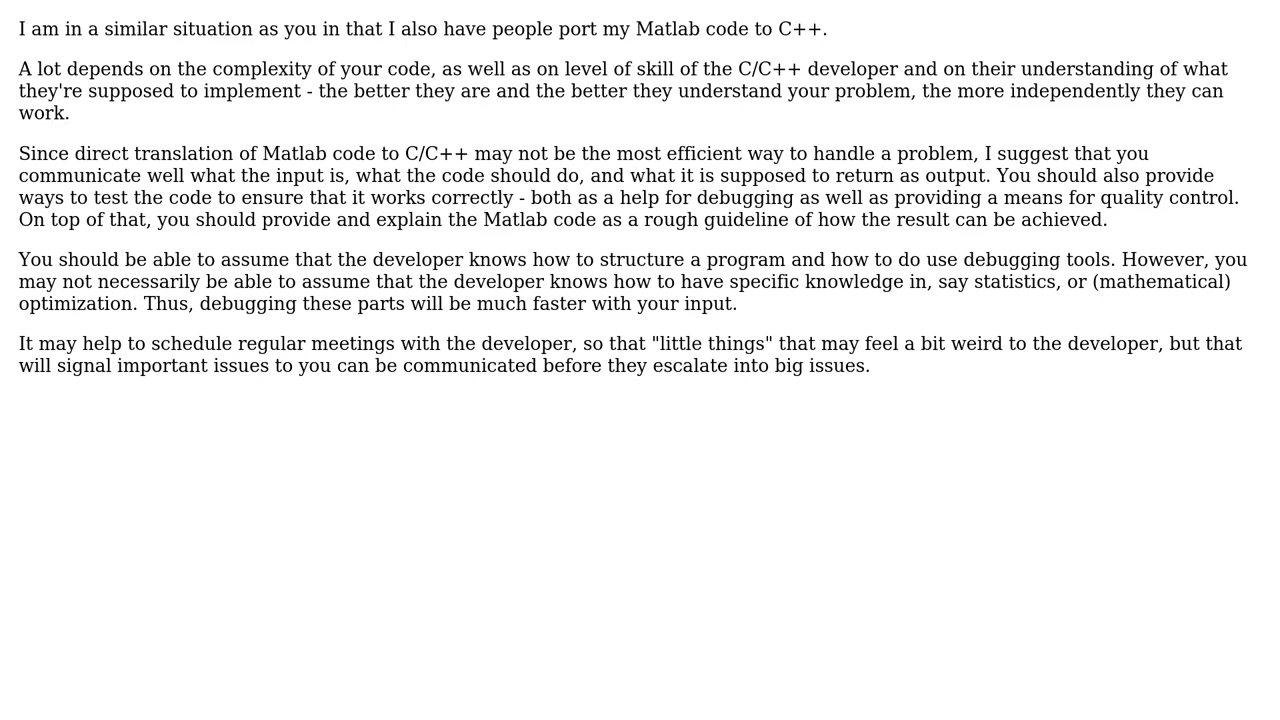 I am in a similar situation as you in that I also have people port my Matlab code to C++.
A lot depends on the complexity of your code, as well as on level of skill of the C/C++ developer and on their understanding of what
they're supposed to implement - the better they are and the better they understand your problem, the more independently they can
work.
Since direct translation of Matlab code to C/C++ may not be the most efficient way to handle a problem, I suggest that you
communicate well what the input is, what the code should do, and what it is supposed to return as output. You should also provide
ways to test the code to ensure that it works correctly - both as a help for debugging as well as providing a means for quality control.
On top of that, you should provide and explain the Matlab code as a rough guideline of how the result can be achieved.
You should be able to assume that the developer knows how to structure a program and how to do use debugging tools. However, you
may not necessarily be able to assume that the developer knows how to have specific knowledge in, say statistics, or (mathematical)
optimization. Thus, debugging these parts will be much faster with your input.
It may help to schedule regular meetings with the developer, so that "little things" that may feel a bit weird to the developer, but that
will signal important issues to you can be communicated before they escalate into big issues.